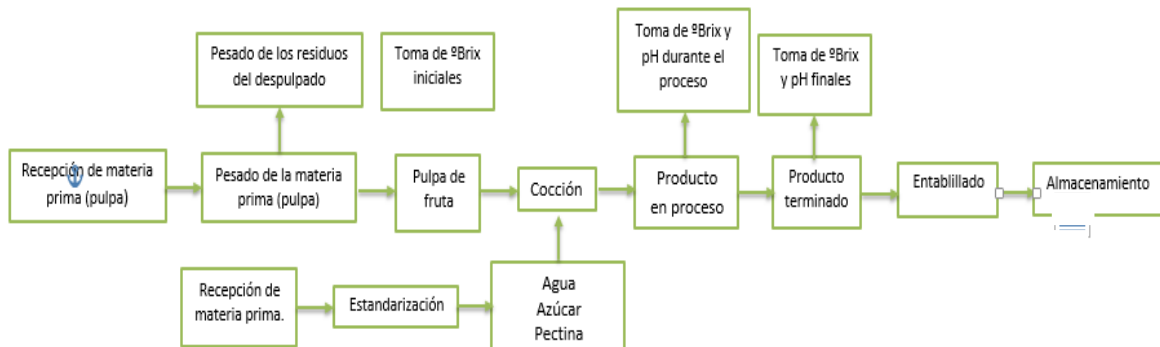 Pesado de los residuos
del despulpado
Toma de ºBrix
iniciales
Toma de ºBrix y
pH durante el
proceso
Toma de ºBrix
y pH finales
Recepción de materia
prima (pulpa)
Pesado de la materia
prima (pulpa)
Pulpa de
fruta
Cocción
Producto
en proceso
Producto
terminado
Entablillado
Almacenamiento
Recepción de
materia prima.
Estandarización
Agua
Azúcar
Pectina